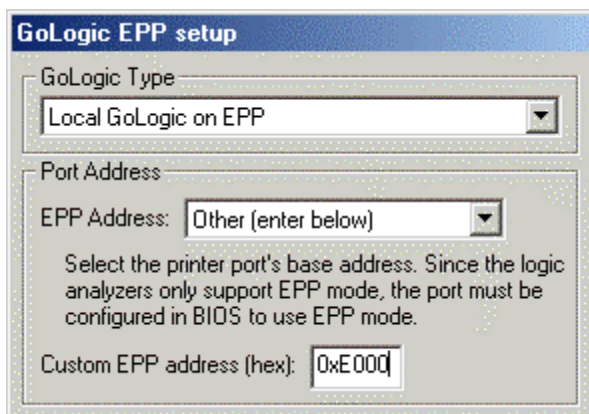 GoLogic EPP setup
GoLogic Type
Local GoLogic on EPP
Port Address
EPP Address: Other (enter below)
Select the printer port's base address. Since the logic
analyzers only support EPP mode, the port must be
configured in BIOS to use EPP mode.
Custom EPP address (hex): 0xE000